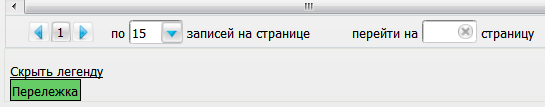 1 по 15 записей на странице перейти на страницу
Скрыть легенду
Перележка